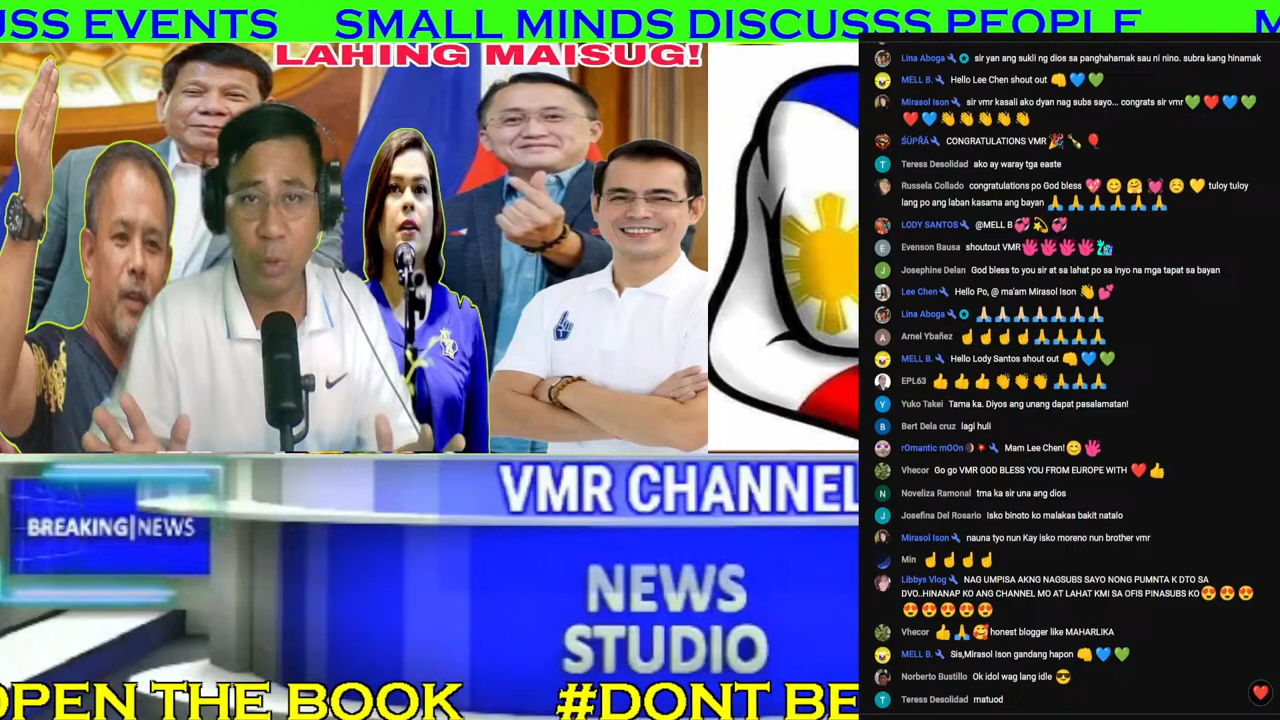 USS EVENTS SMALL MINDS DISCUSSS PEOPLE M
LAHING MAISUG!
BREAKING|NEWS
VMR CHANNEL
NEWS
STUDIO
OPEN THE BOOK #DONT BE
Lina Aboga sir yan ang sukli ng dios sa panghahamak sau ni nino. subra kang hinamak
MELL B. Hello Lee Chen shout out 👊💙💚
Mirasol Ison sir vmr kasali ako dyan nag subs sayo... congrats sir vmr💚❤️💙💚
❤️💙👏👏👏👏👏
ŚÜPŘÄ CONGRATULATIONS VMR 🎉🍾🎈
T Teress Desolidad ako ay waray tga easte
Russela Collado congratulations po God bless 💖😊🤗💓☺️💛 tuloy tuloy
lang po ang laban kasama ang bayan 🙏🙏🙏🙏🙏🙏
LODY SANTOS @MELL B💞💫💞
E Evenson Bausa shoutout VMR
J Josephine Delan God bless to you sir at sa lahat po sa inyo na mga tapat sa bayan
Lee Chen Hello Po, @ ma'am Mirasol Ison 👋💕
Lina Aboga 🙏🏻🙏🏻🙏🏻🙏🏻🙏🏻🙏🏻🙏🏻
A Arnel Ybañez ☝️☝️☝️☝️🙏🙏🙏🙏
MELL B. Hello Lody Santos shout out 👊💙💚
EPL63 👍👍👍👏👏👏🙏🙏🙏
Y Yuko Takei Tama ka. Diyos ang unang dapat pasalamatan!
B Bert Dela cruz lagi huli
rOmantic mOOn Mam Lee Chen!😊
Vhecor Go go VMR GOD BLESS YOU FROM EUROPE WITH ❤️👍
N Noveliza Ramonal tma ka sir una ang dios
J Josefina Del Rosario Isko binoto ko malakas bakit natalo
Mirasol Ison nauna tyo nun Kay isko moreno nun brother vmr
Min ☝️☝️☝️☝️
Libbys Vlog NAG UMPISA AKNG NAGSUBS SAYO NONG PUMNTA K DTO SA
DVO..HINANAP KO ANG CHANNEL MO AT LAHAT KMI SA OFIS PINASUBS KO😍😍😍
😍😍😍😍😍
Vhecor 👍🙏🥰 honest blogger like MAHARLIKA
MELL B. Sis,Mirasol Ison gandang hapon 👊💙💚
Norberto Bustillo Ok idol wag lang idle 😎
T Teress Desolidad matuod